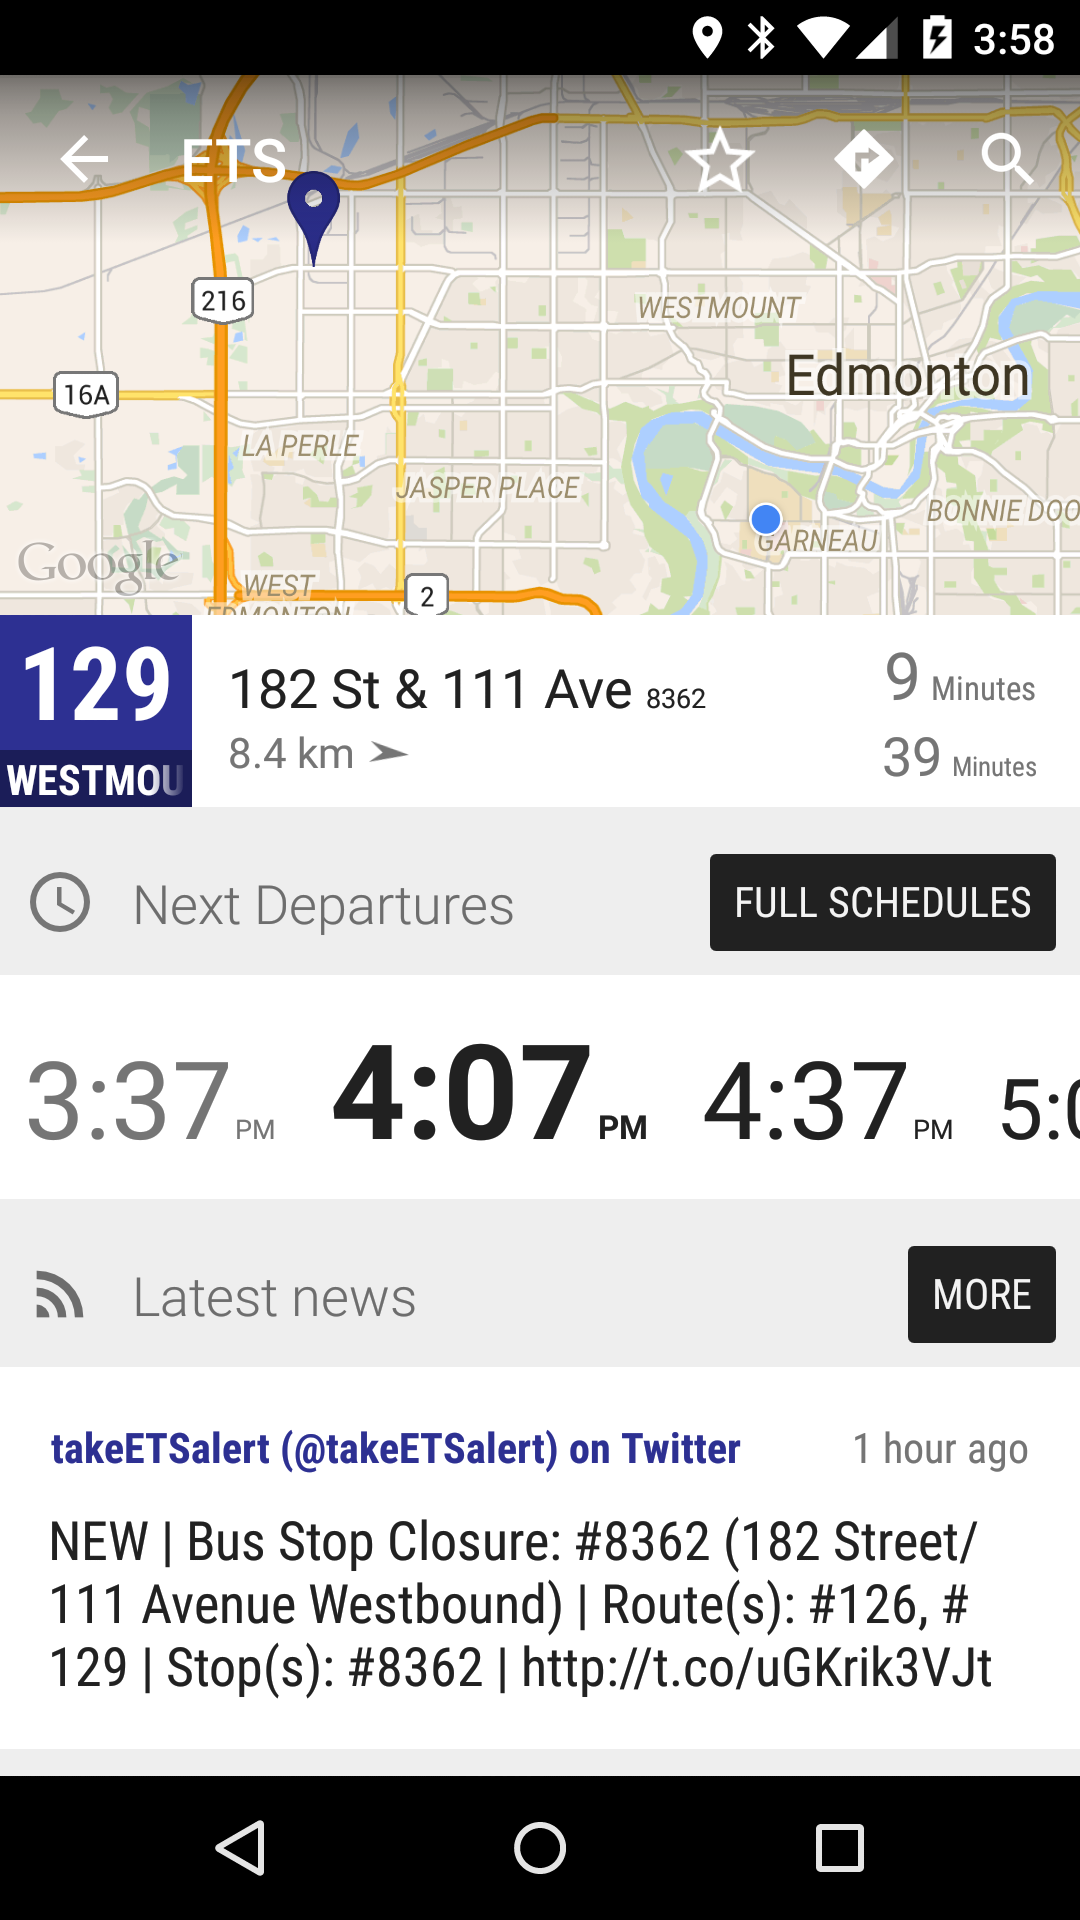 3:58
ETS
216
WESTMOUNT
Edmonton
16A
LA PERLE
JASPER PLACE
BONNIE DOO
GARNEAU
Google
WEST
EDMONTON
2
129
WESTMOU
182 St & 111 Ave 8362
8.4 km
9 Minutes
39 Minutes
Next Departures
FULL SCHEDULES
3:37 PM 4:07 PM 4:37 PM 5:0
Latest news
MORE
takeETSalert (@takeETSalert) on Twitter 1 hour ago
NEW | Bus Stop Closure: #8362 (182 Street/
111 Avenue Westbound) | Route(s): #126, #
129 | Stop(s): #8362 | http://t.co/uGKrik3VJt